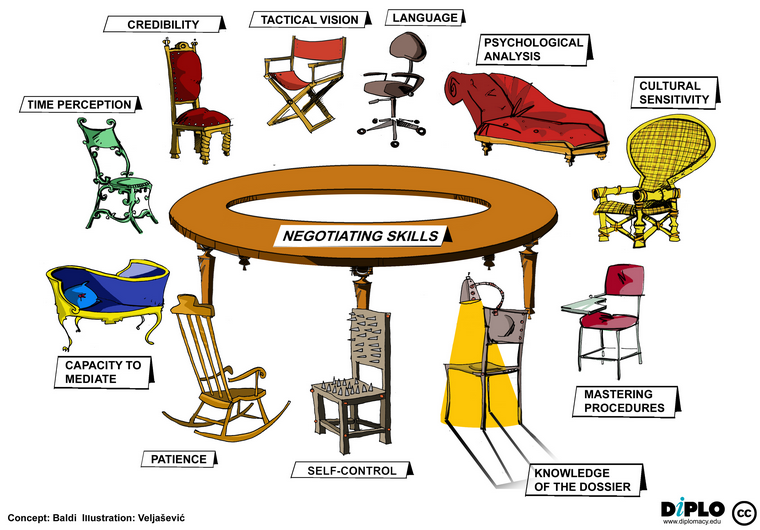 CREDIBILITY
TACTICAL VISION
LANGUAGE
PSYCHOLOGICAL
ANALYSIS
TIME PERCEPTION
CULTURAL
SENSITIVITY
NEGOTIATING SKILLS
CAPACITY TO
MEDIATE
MASTERING
PROCEDURES
PATIENCE
SELF-CONTROL
KNOWLEDGE
OF THE DOSSIER
Concept: Baldi Illustration: Veljašević
DiPLO
www.diplomacy.edu
cc